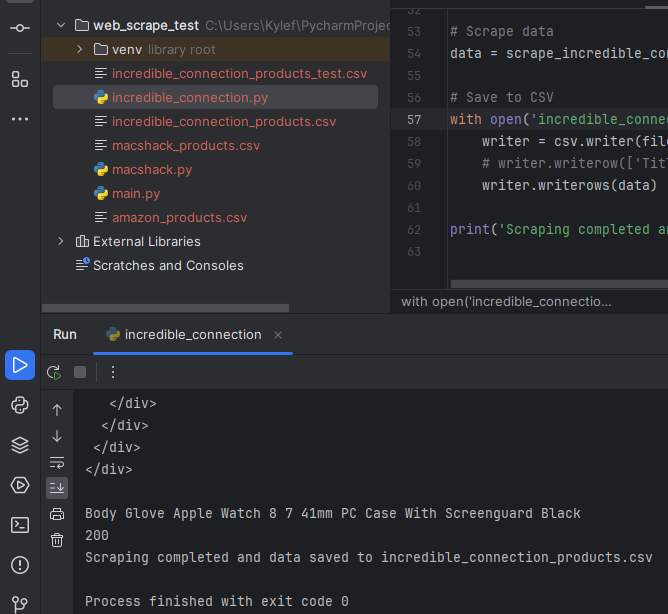 web_scrape_test C:\Users\Kylef\PycharmProjec
venv library root
incredible_connection_products_test.csv
incredible_connection.py
incredible_connection_products.csv
macshack_products.csv
macshack.py
main.py
amazon_products.csv
External Libraries
Scratches and Consoles
53 # Scrape data
54 data = scrape_incredible_co
55
56 # Save to CSV
57 with open('incredible_connec
58 writer = csv.writer(file
59 # writer.writerow(['Titl
60 writer.writerows(data)
61
62 print('Scraping completed an
63
with open('incredible_connectio...
Run incredible_connection
</div>
</div>
</div>
</div>
Body Glove Apple Watch 8 7 41mm PC Case With Screenguard Black
200
Scraping completed and data saved to incredible_connection_products.csv
Process finished with exit code 0